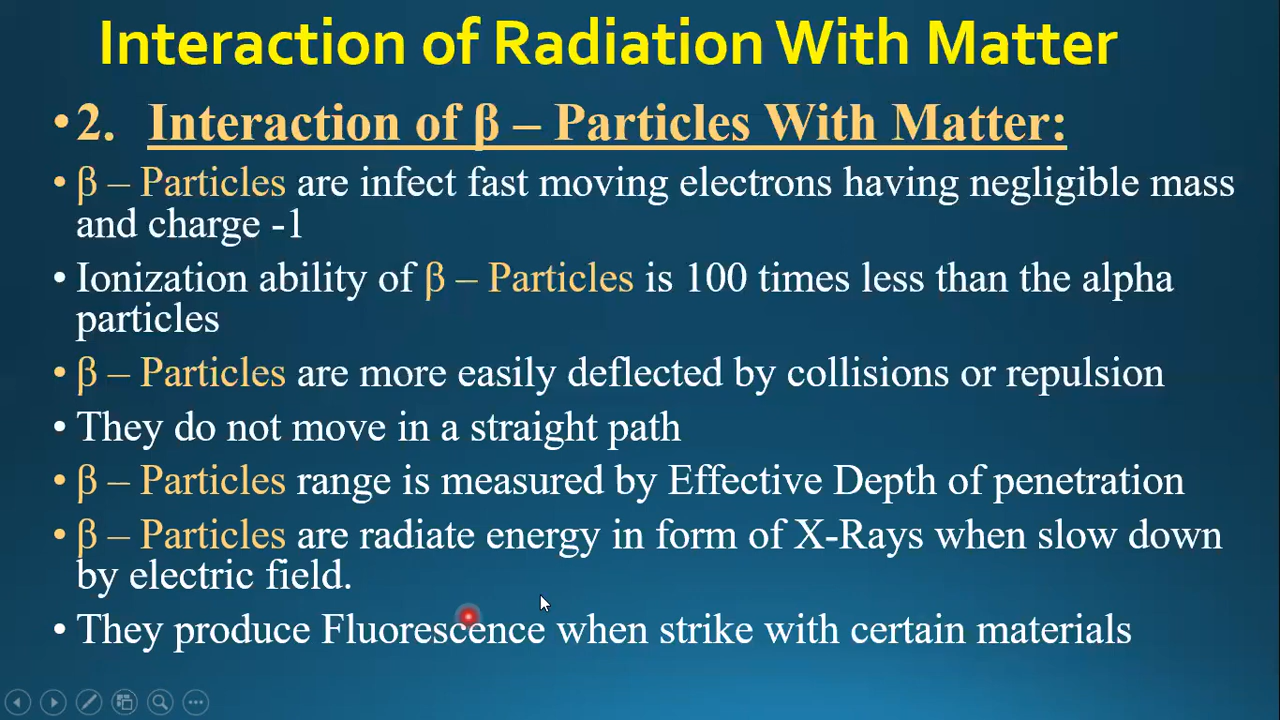 Interaction of Radiation With Matter
• 2. Interaction of β – Particles With Matter:
• β – Particles are infect fast moving electrons having negligible mass
and charge -1
• Ionization ability of β – Particles is 100 times less than the alpha
particles
• β – Particles are more easily deflected by collisions or repulsion
• They do not move in a straight path
• β – Particles range is measured by Effective Depth of penetration
• β – Particles are radiate energy in form of X-Rays when slow down
by electric field.
• They produce Fluorescence when strike with certain materials